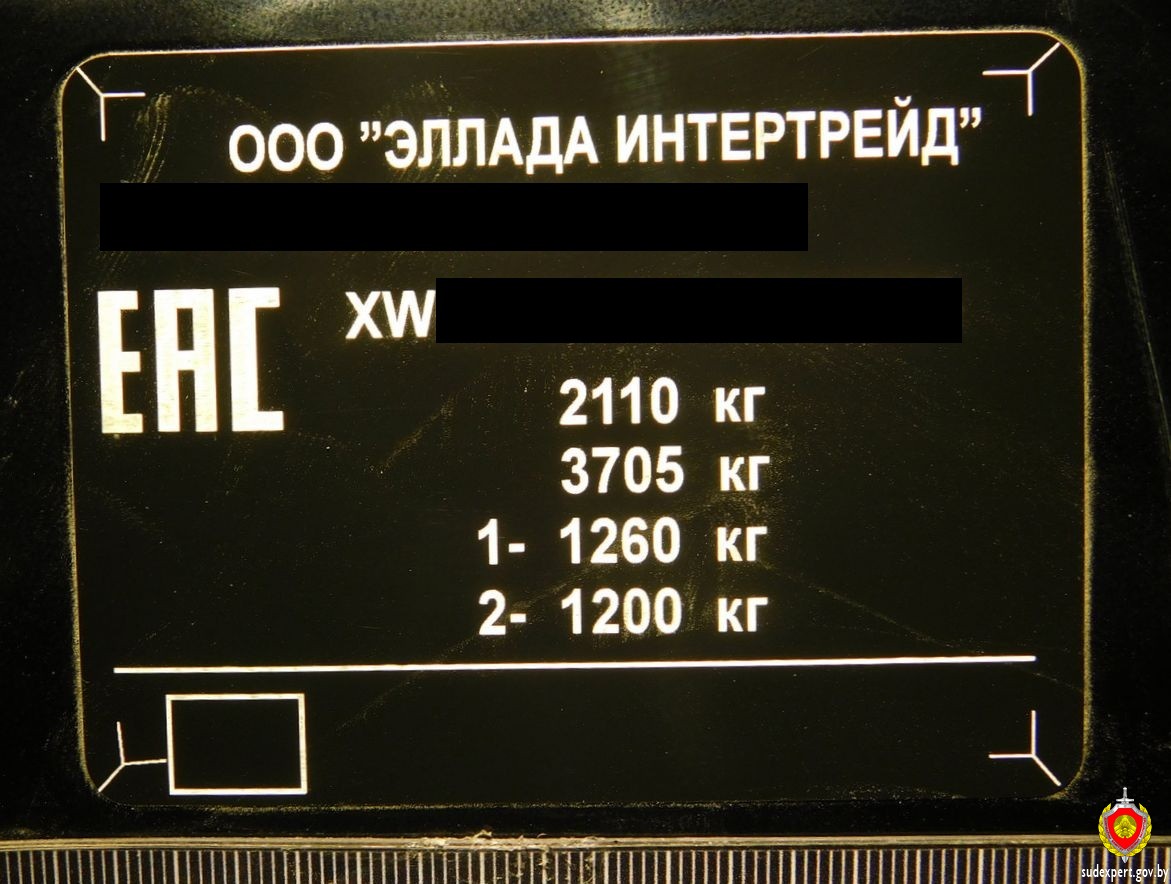 ООО "ЭЛЛАДА ИНТЕРТРЕЙД"
EAC
XW
2110 кг
3705 кг
1- 1260 кг
2- 1200 кг
sudexpert.gov.by